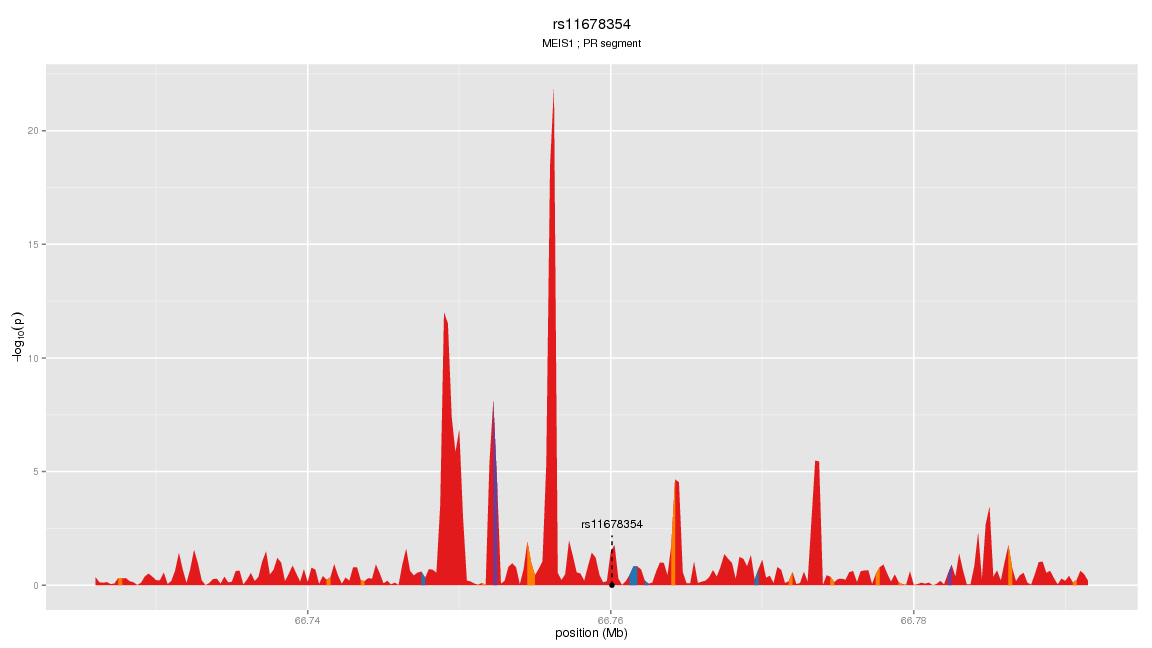 rs11678354
MEIS1 ; PR segment
20
15
10
5
0
−log₁₀(p)
rs11678354
66.74
66.76
66.78
position (Mb)